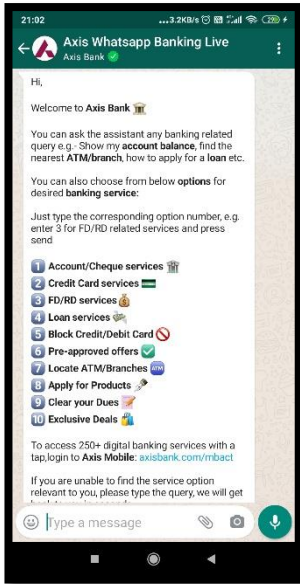 21:02 ...3.2KB/s
Axis Whatsapp Banking Live
Axis Bank
Hi,
Welcome to Axis Bank
You can ask the assistant any banking related
query e.g.- Show my account balance, find the
nearest ATM/branch, how to apply for a loan etc.
You can also choose from below options for
desired banking service:
Just type the corresponding option number, e.g.
enter 3 for FD/RD related services and press
send
1 Account/Cheque services
2 Credit Card services
3 FD/RD services
4 Loan services
5 Block Credit/Debit Card
6 Pre-approved offers
7 Locate ATM/Branches
8 Apply for Products
9 Clear your Dues
10 Exclusive Deals
To access 250+ digital banking services with a
tap,login to Axis Mobile: axisbank.com/mbact
If you are unable to find the service option
relevant to you, please type the query, we will get
Type a message